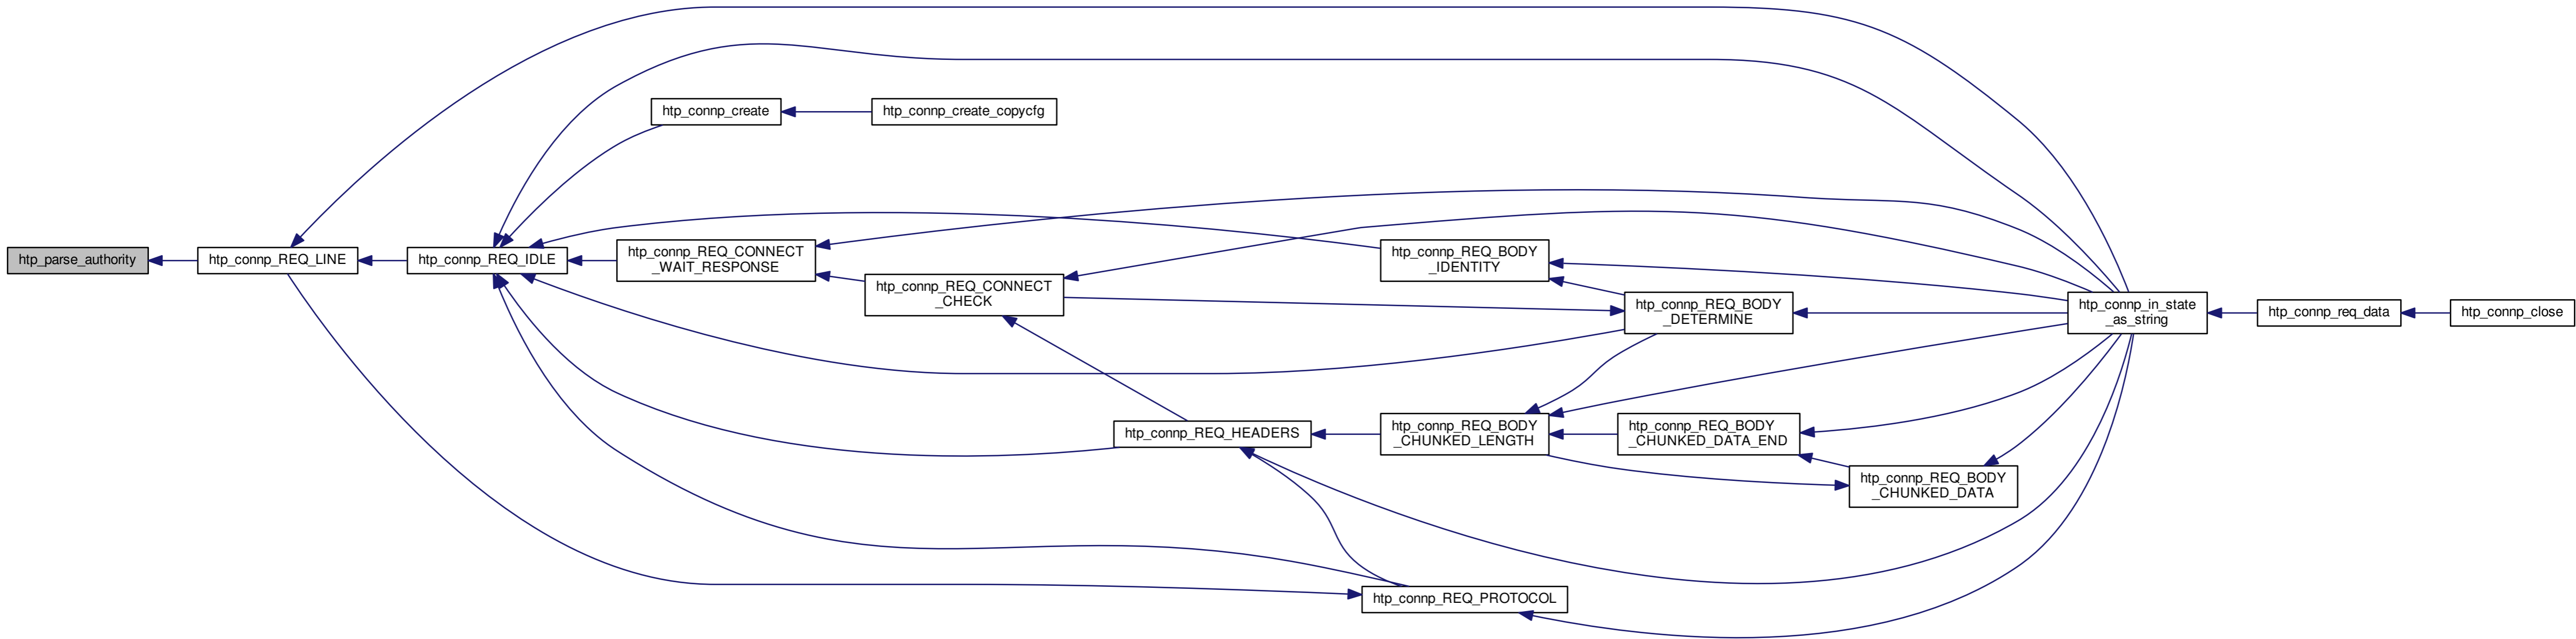 htp_parse_authority
htp_connp_REQ_LINE
htp_connp_REQ_IDLE
htp_connp_create
htp_connp_create_copycfg
htp_connp_REQ_CONNECT
_WAIT_RESPONSE
htp_connp_REQ_CONNECT
_CHECK
htp_connp_REQ_HEADERS
htp_connp_REQ_BODY
_IDENTITY
htp_connp_REQ_BODY
_DETERMINE
htp_connp_REQ_BODY
_CHUNKED_LENGTH
htp_connp_REQ_BODY
_CHUNKED_DATA_END
htp_connp_REQ_BODY
_CHUNKED_DATA
htp_connp_REQ_PROTOCOL
htp_connp_in_state
_as_string
htp_connp_req_data
htp_connp_close